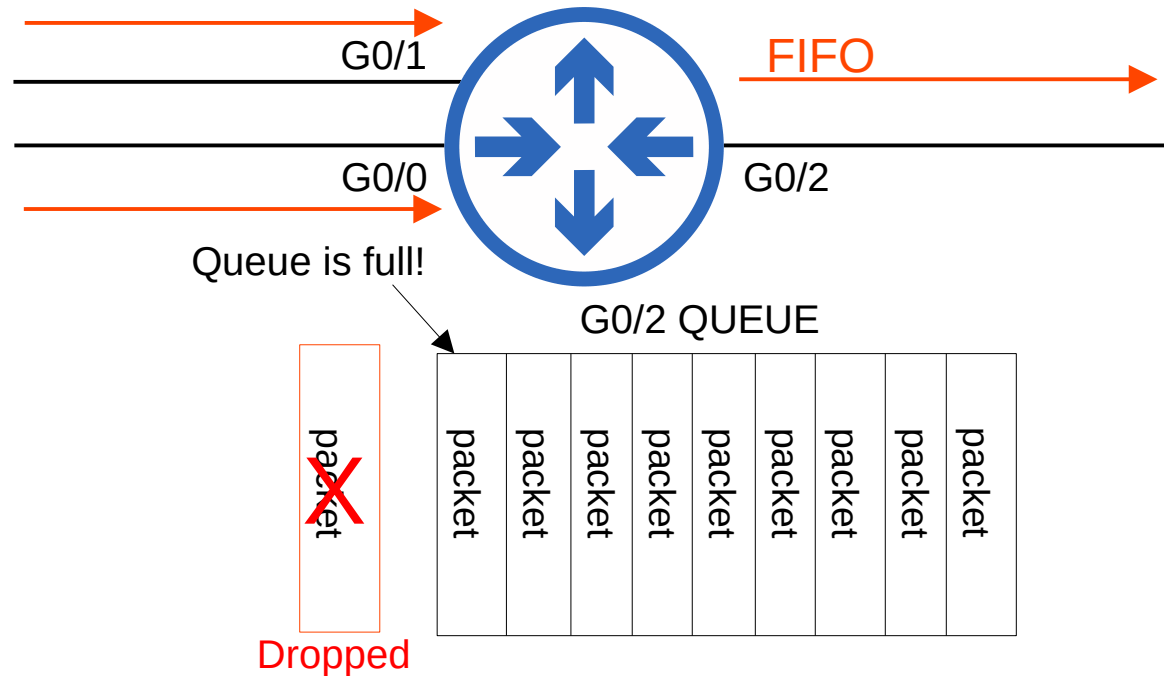 G0/1
FIFO
G0/0
G0/2
Queue is full!
G0/2 QUEUE
packet
packet
packet
packet
packet
packet
packet
packet
packet
packet
X
Dropped